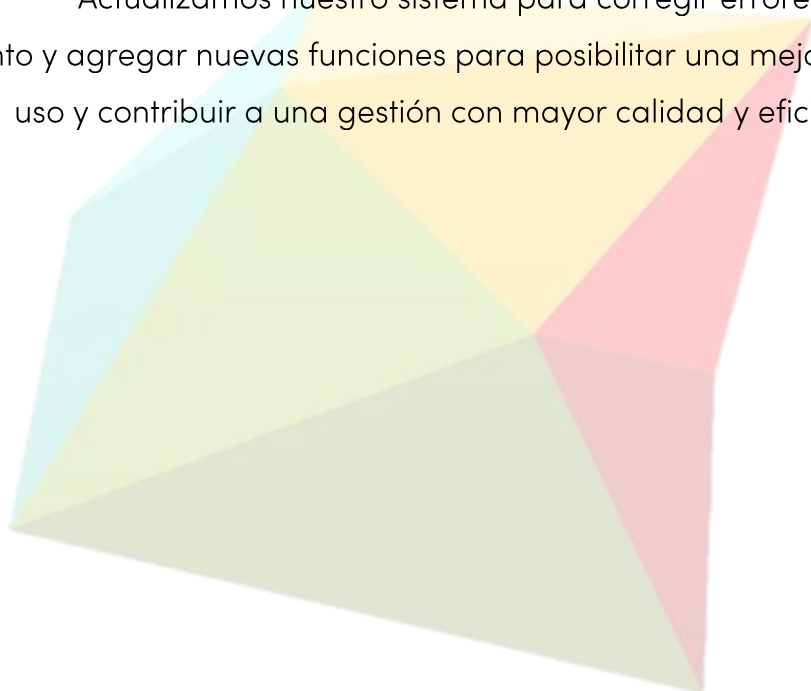 Actualizamos nuestro sistema para corregir errore
nto y agregar nuevas funciones para posibilitar una mejo
uso y contribuir a una gestión con mayor calidad y efic